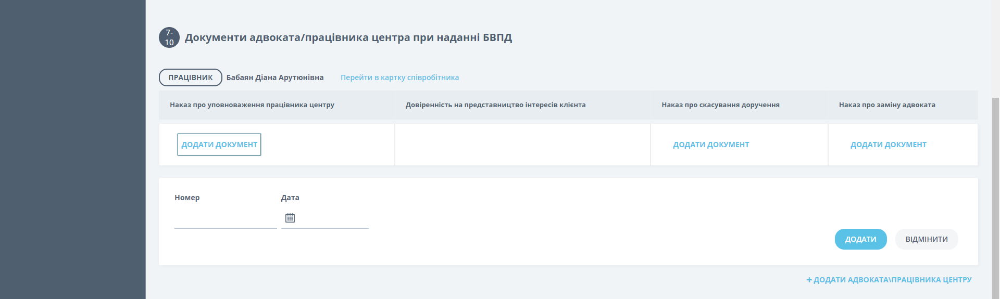 7-
10
Документи адвоката/працівника центра при наданні БВПД
ПРАЦІВНИК Бабаян Діана Арутюнівна Перейти в картку співробітника
Наказ про уповноваження працівника центру Довіренність на представництво інтересів клієнта Наказ про скасування доручення Наказ про заміну адвоката
ДОДАТИ ДОКУМЕНТ ДОДАТИ ДОКУМЕНТ ДОДАТИ ДОКУМЕНТ
Номер Дата
ДОДАТИ ВІДМІНИТИ
+ ДОДАТИ АДВОКАТА\ПРАЦІВНИКА ЦЕНТРУ